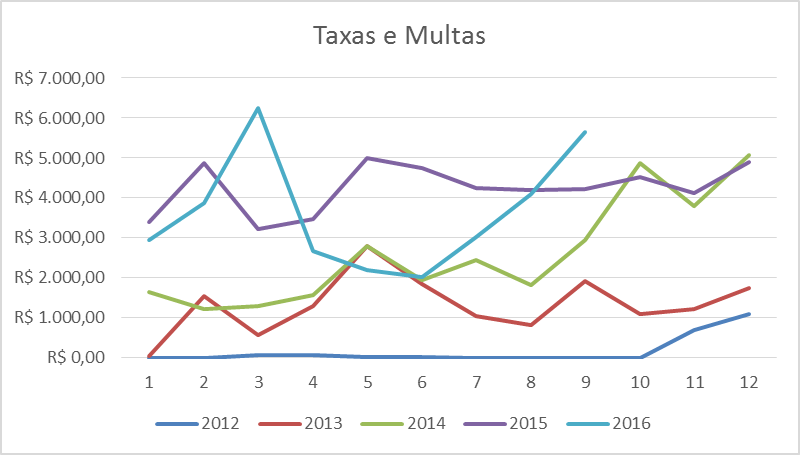 Taxas e Multas
R$ 7.000,00
R$ 6.000,00
R$ 5.000,00
R$ 4.000,00
R$ 3.000,00
R$ 2.000,00
R$ 1.000,00
R$ 0,00
1 2 3 4 5 6 7 8 9 10 11 12
2012 2013 2014 2015 2016